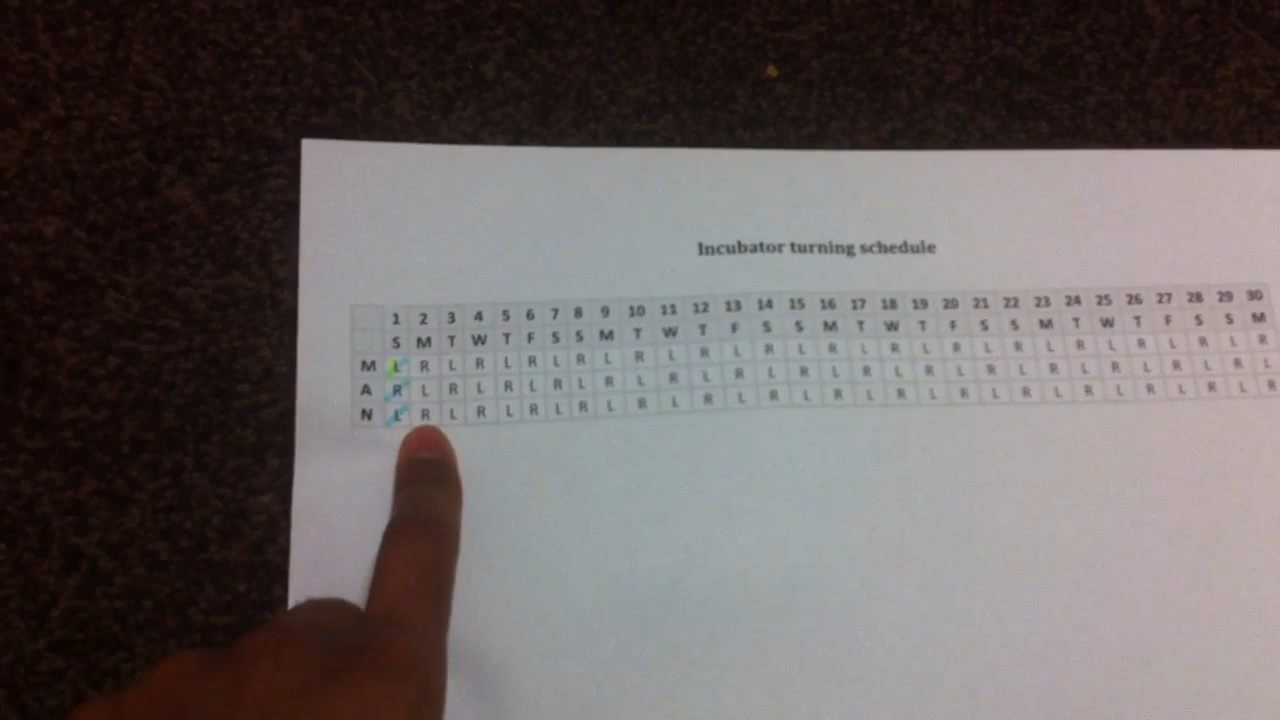 Incubator turning schedule
1 2 3 4 5 6 7 8 9 10 11 12 13 14 15 16 17 18 19 20 21 22 23 24 25 26 27 28 29 30
S M T W T F S S M T W T F S S M T W T F S S M T W T F S S M
M L R L R L R L R L R L R L R L R L R L R L R L R L R L R L R
A R L R L R L R L R L R L R L R L R L R L R L R L R L R L R L
N L R L R L R L R L R L R L R L R L R L R L R L R L R L R L R